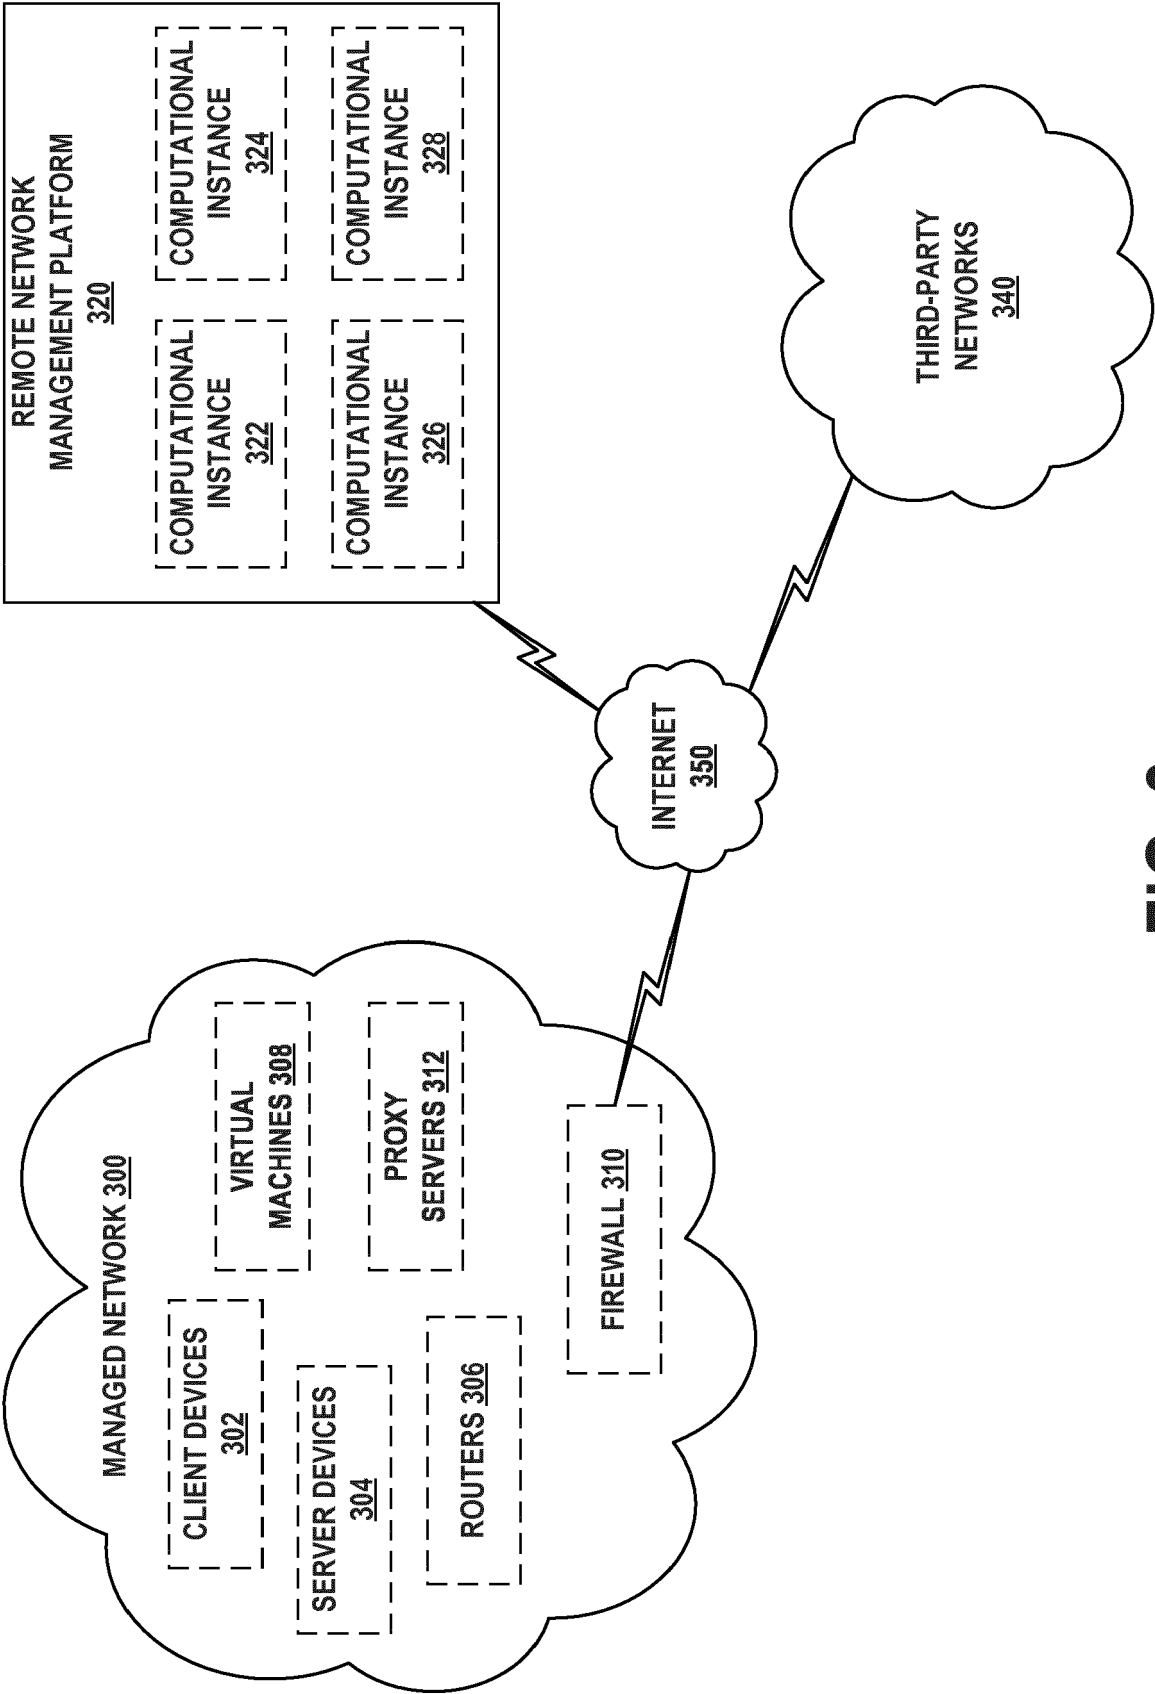 MANAGED NETWORK 300
CLIENT DEVICES
302
SERVER DEVICES
304
ROUTERS 306
VIRTUAL
MACHINES 308
PROXY
SERVERS 312
FIREWALL 310
INTERNET
350
REMOTE NETWORK
MANAGEMENT PLATFORM
320
COMPUTATIONAL
INSTANCE
322
COMPUTATIONAL
INSTANCE
324
COMPUTATIONAL
INSTANCE
326
COMPUTATIONAL
INSTANCE
328
THIRD-PARTY
NETWORKS
340
FIG.